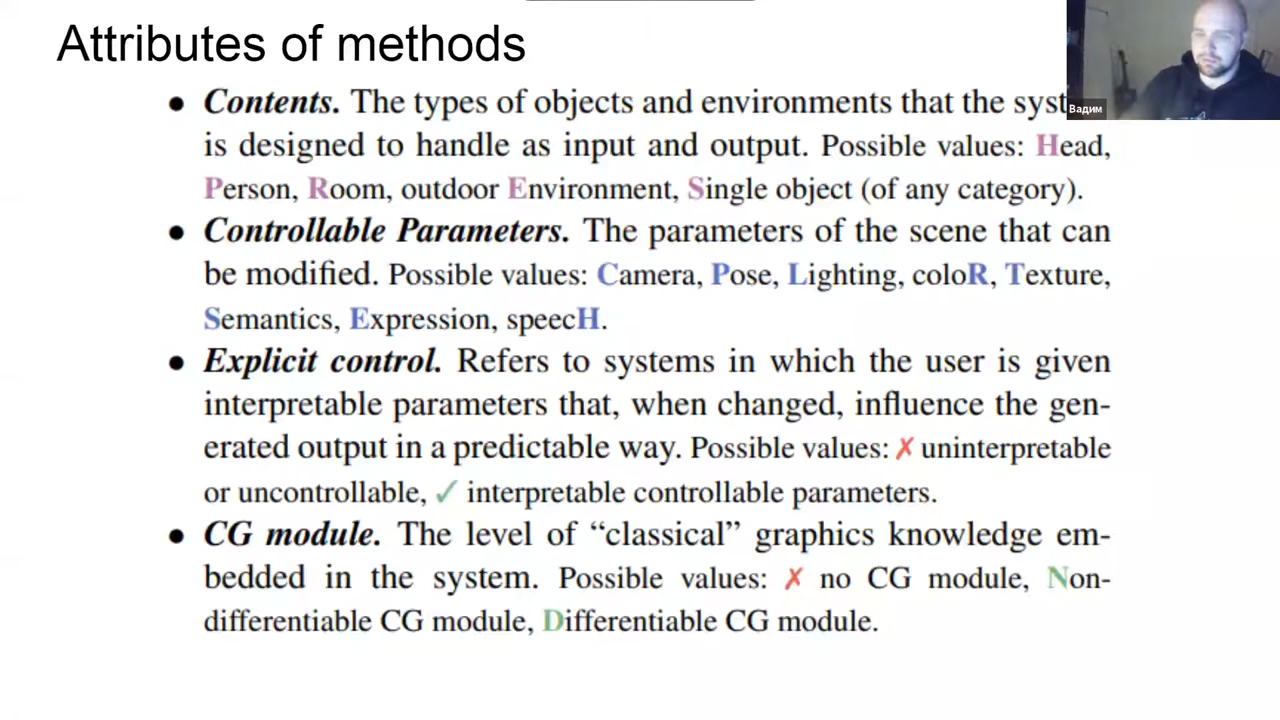 Attributes of methods
Вадим
• Contents. The types of objects and environments that the syst
is designed to handle as input and output. Possible values: Head,
Person, Room, outdoor Environment, Single object (of any category).
• Controllable Parameters. The parameters of the scene that can
be modified. Possible values: Camera, Pose, Lighting, coloR, Texture,
Semantics, Expression, speecH.
• Explicit control. Refers to systems in which the user is given
interpretable parameters that, when changed, influence the gen-
erated output in a predictable way. Possible values: ✗ uninterpretable
or uncontrollable, ✓ interpretable controllable parameters.
• CG module. The level of “classical” graphics knowledge em-
bedded in the system. Possible values: ✗ no CG module, Non-
differentiable CG module, Differentiable CG module.